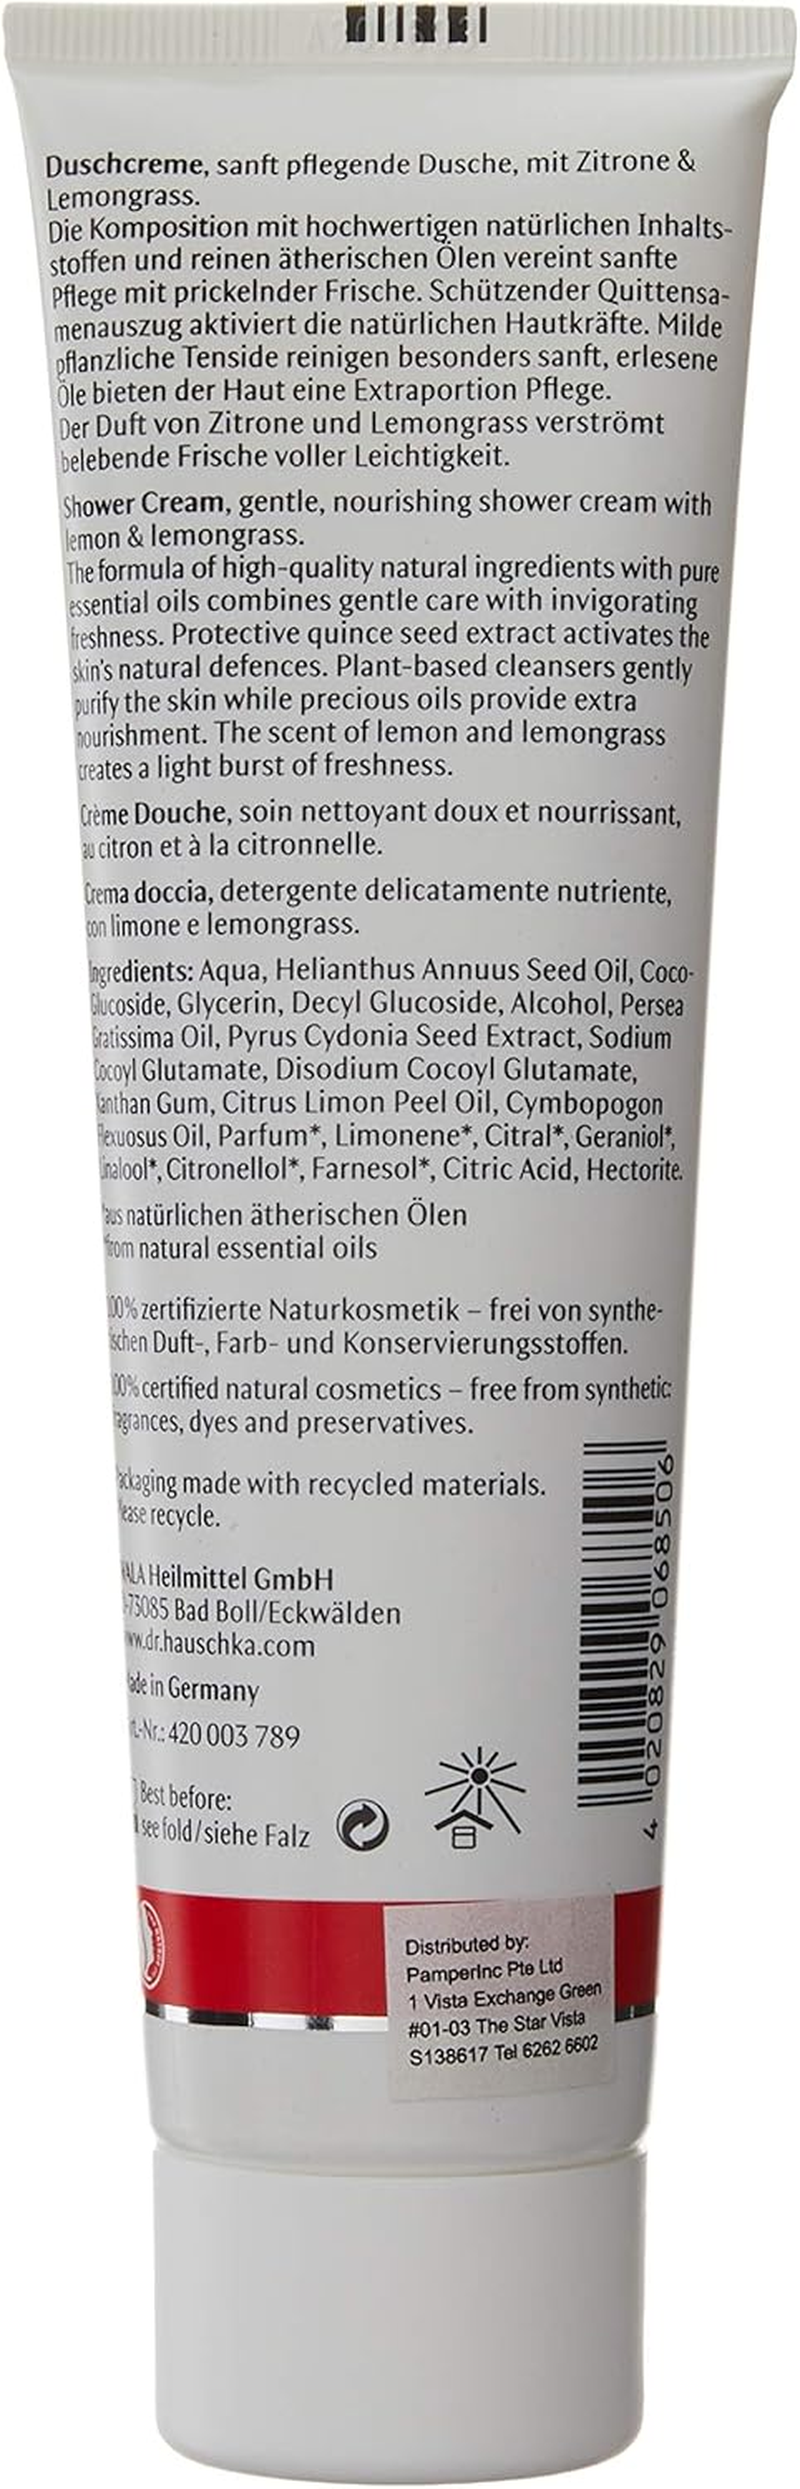 Duschcreme, sanft pflegende Dusche, mit Zitrone &
Lemongrass.
Die Komposition mit hochwertigen natürlichen Inhalts-
stoffen und reinen ätherischen Ölen vereint sanfte
Pflege mit prickelnder Frische. Schützender Quittensa-
menauszug aktiviert die natürlichen Hautkräfte. Milde
pflanzliche Tenside reinigen besonders sanft, erlesene
Öle bieten der Haut eine Extraportion Pflege.
Der Duft von Zitrone und Lemongrass verströmt
belebende Frische voller Leichtigkeit.
Shower Cream, gentle, nourishing shower cream with
lemon & lemongrass.
The formula of high-quality natural ingredients with pure
essential oils combines gentle care with invigorating
freshness. Protective quince seed extract activates the
skin's natural defences. Plant-based cleansers gently
purify the skin while precious oils provide extra
nourishment. The scent of lemon and lemongrass
creates a light burst of freshness.
Crème Douche, soin nettoyant doux et nourrissant,
au citron et à la citronnelle.
Crema doccia, detergente delicatamente nutriente,
con limone e lemongrass.
Ingredients: Aqua, Helianthus Annuus Seed Oil, Coco-
Glucoside, Glycerin, Decyl Glucoside, Alcohol, Persea
Gratissima Oil, Pyrus Cydonia Seed Extract, Sodium
Cocoyl Glutamate, Disodium Cocoyl Glutamate,
Xanthan Gum, Citrus Limon Peel Oil, Cymbopogon
Flexuosus Oil, Parfum*, Limonene*, Citral*, Geraniol*,
Linalool*, Citronellol*, Farnesol*, Citric Acid, Hectorite.
*aus natürlichen ätherischen Ölen
*from natural essential oils
100% zertifizierte Naturkosmetik – frei von synthe-
tischen Duft-, Farb- und Konservierungsstoffen.
100% certified natural cosmetics – free from synthetic
fragrances, dyes and preservatives.
Packaging made with recycled materials.
Please recycle.
WALA Heilmittel GmbH
D-73085 Bad Boll/Eckwälden
www.dr.hauschka.com
Made in Germany
Art.-Nr.: 420 003 789
Best before:
see fold/siehe Falz
4 020829 068506
Distributed by:
PamperInc Pte Ltd
1 Vista Exchange Green
#01-03 The Star Vista
S138617 Tel 6262 6602